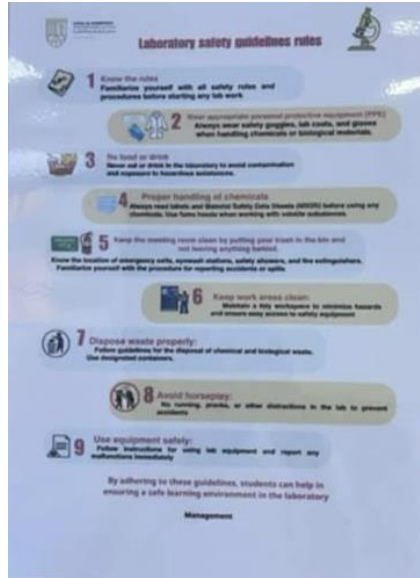 Laboratory safety guidelines rules
1 Know the rules
Familiarize yourself with all safety rules and
procedures before starting any lab work
2 Wear appropriate personal protective equipment (PPE)
Always wear safety goggles, lab coats, and gloves
when handling chemicals or biological materials.
3 No food or drink
Never eat or drink in the laboratory to avoid contamination
and exposure to hazardous substances.
4 Proper handling of chemicals
Always read labels and Material Safety Data Sheets (MSDS) before using any
chemicals. Use fume hoods when working with volatile substances.
5 Keep the meeting room clean by putting your trash in the bin and
not leaving anything behind.
Know the location of emergency exits, eyewash stations, safety showers, and fire extinguishers.
Familiarize yourself with the procedure for reporting accidents or spills
6 Keep work areas clean:
Maintain a tidy workspace to minimize hazards
and ensure easy access to safety equipment
7 Dispose waste properly:
Follow guidelines for the disposal of chemical and biological waste.
Use designated containers.
8 Avoid horseplay:
No running, pranks, or other distractions in the lab to prevent
accidents
9 Use equipment safely:
Follow instructions for using lab equipment and report any
malfunctions immediately
By adhering to these guidelines, students can help in
ensuring a safe learning environment in the laboratory
Management